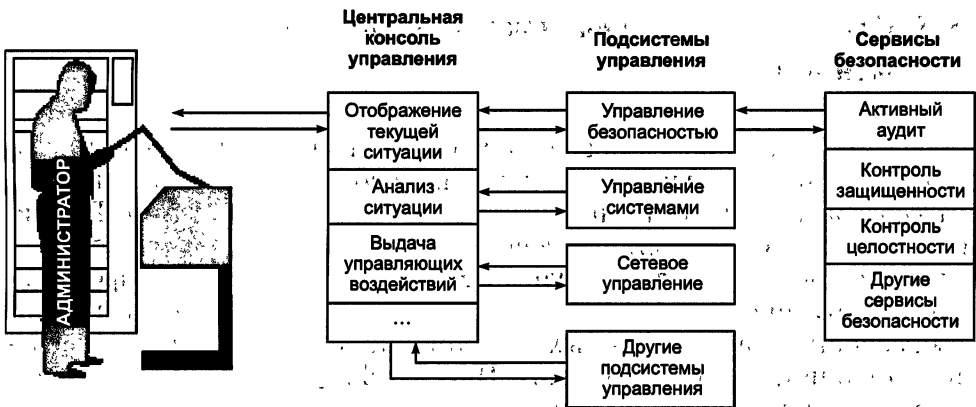 Центральная
консоль
управления
Подсистемы
управления
Сервисы
безопасности
АДМИНИСТРАТОР
Отображение
текущей
ситуации
Анализ
ситуации
Выдача
управляющих
воздействий
...
Управление
безопасностью
Управление
системами
Сетевое
управление
Другие
подсистемы
управления
Активный
аудит
Контроль
защищенности
Контроль
целостности
Другие
сервисы
безопасности